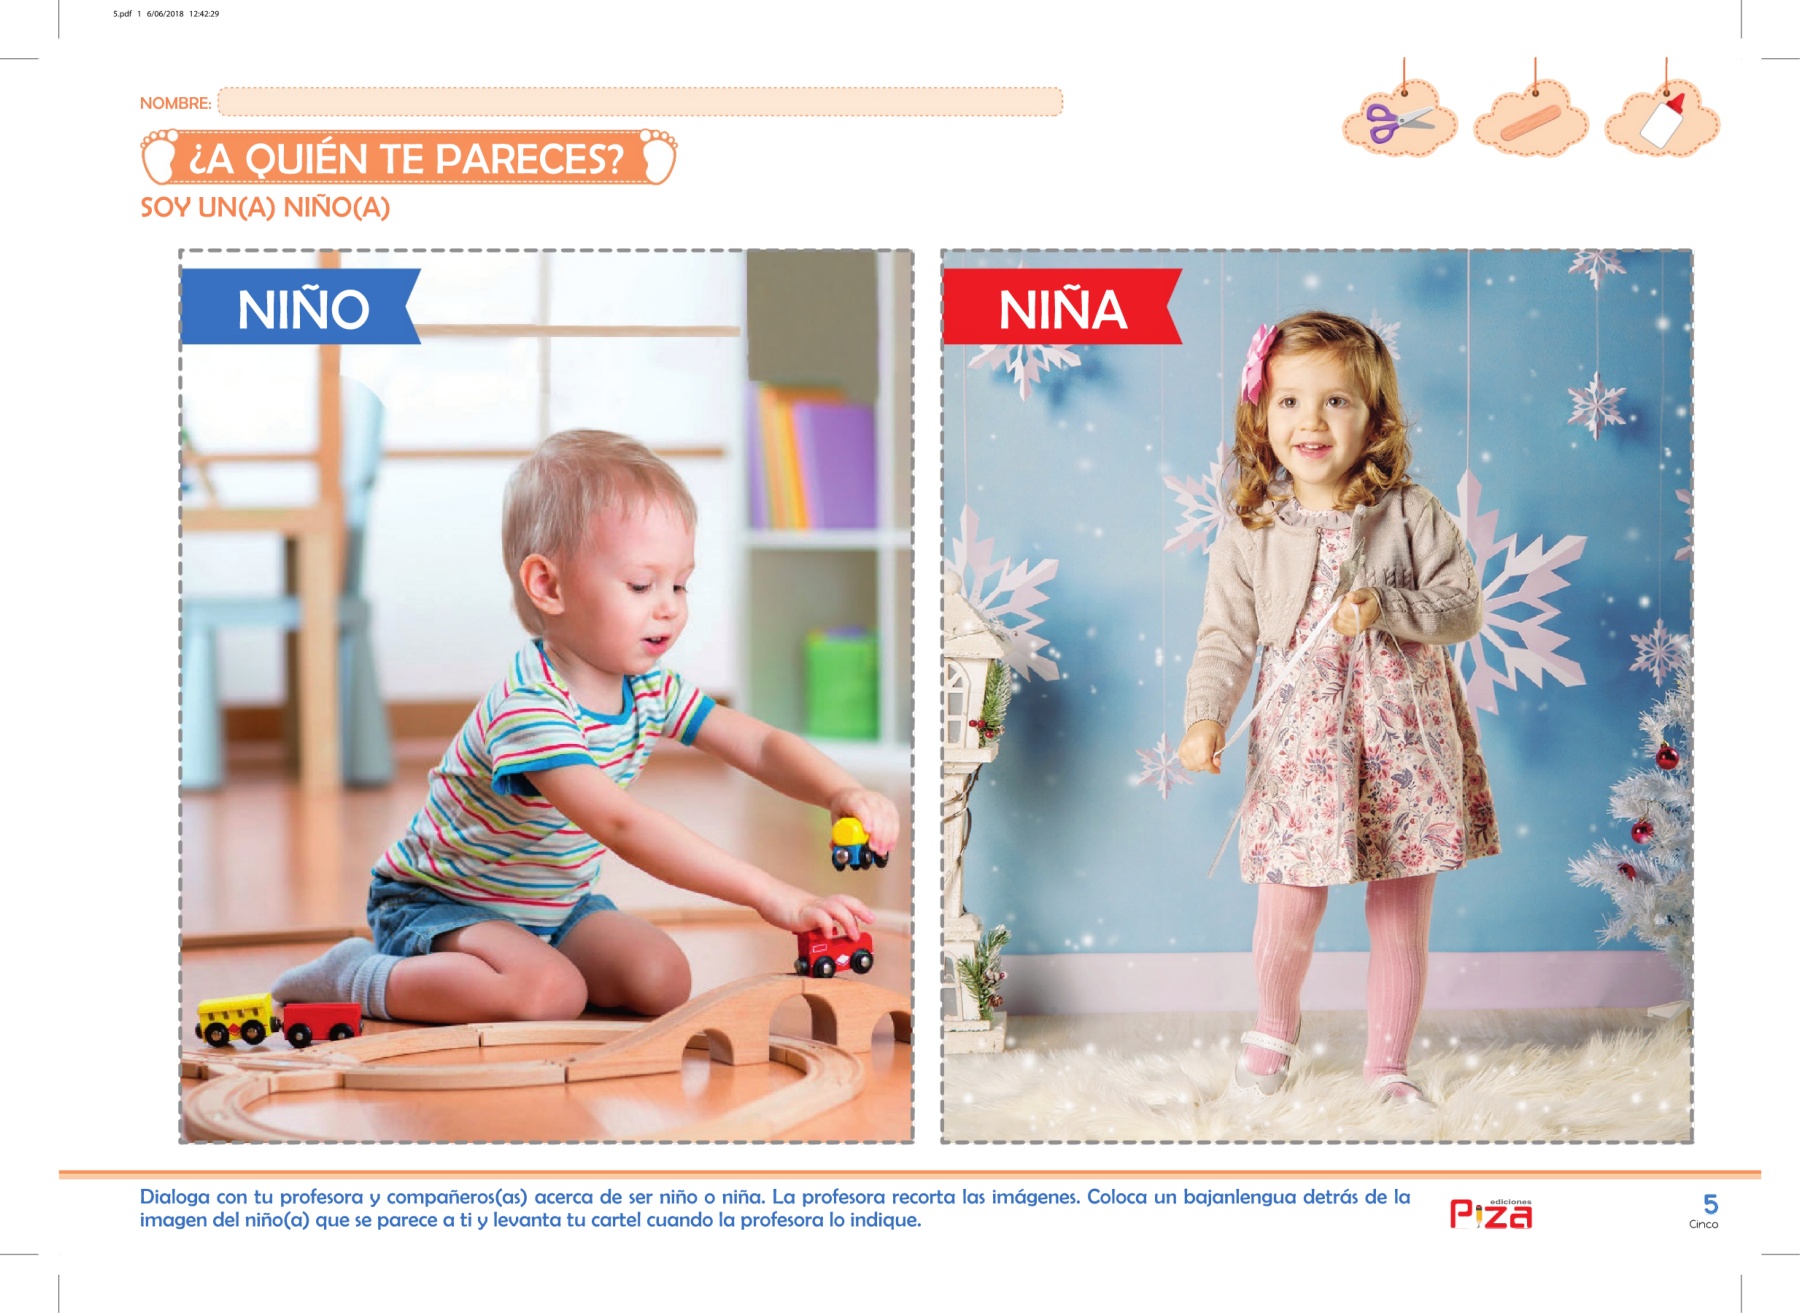 5.pdf 1 6/06/2018 12:42:29
NOMBRE:
¿A QUIÉN TE PARECES?
SOY UN(A) NIÑO(A)
NIÑO
NIÑA
Dialoga con tu profesora y compañeros(as) acerca de ser niño o niña. La profesora recorta las imágenes. Coloca un bajanlengua detrás de la
imagen del niño(a) que se parece a ti y levanta tu cartel cuando la profesora lo indique.
ediciones
Piza
5
Cinco